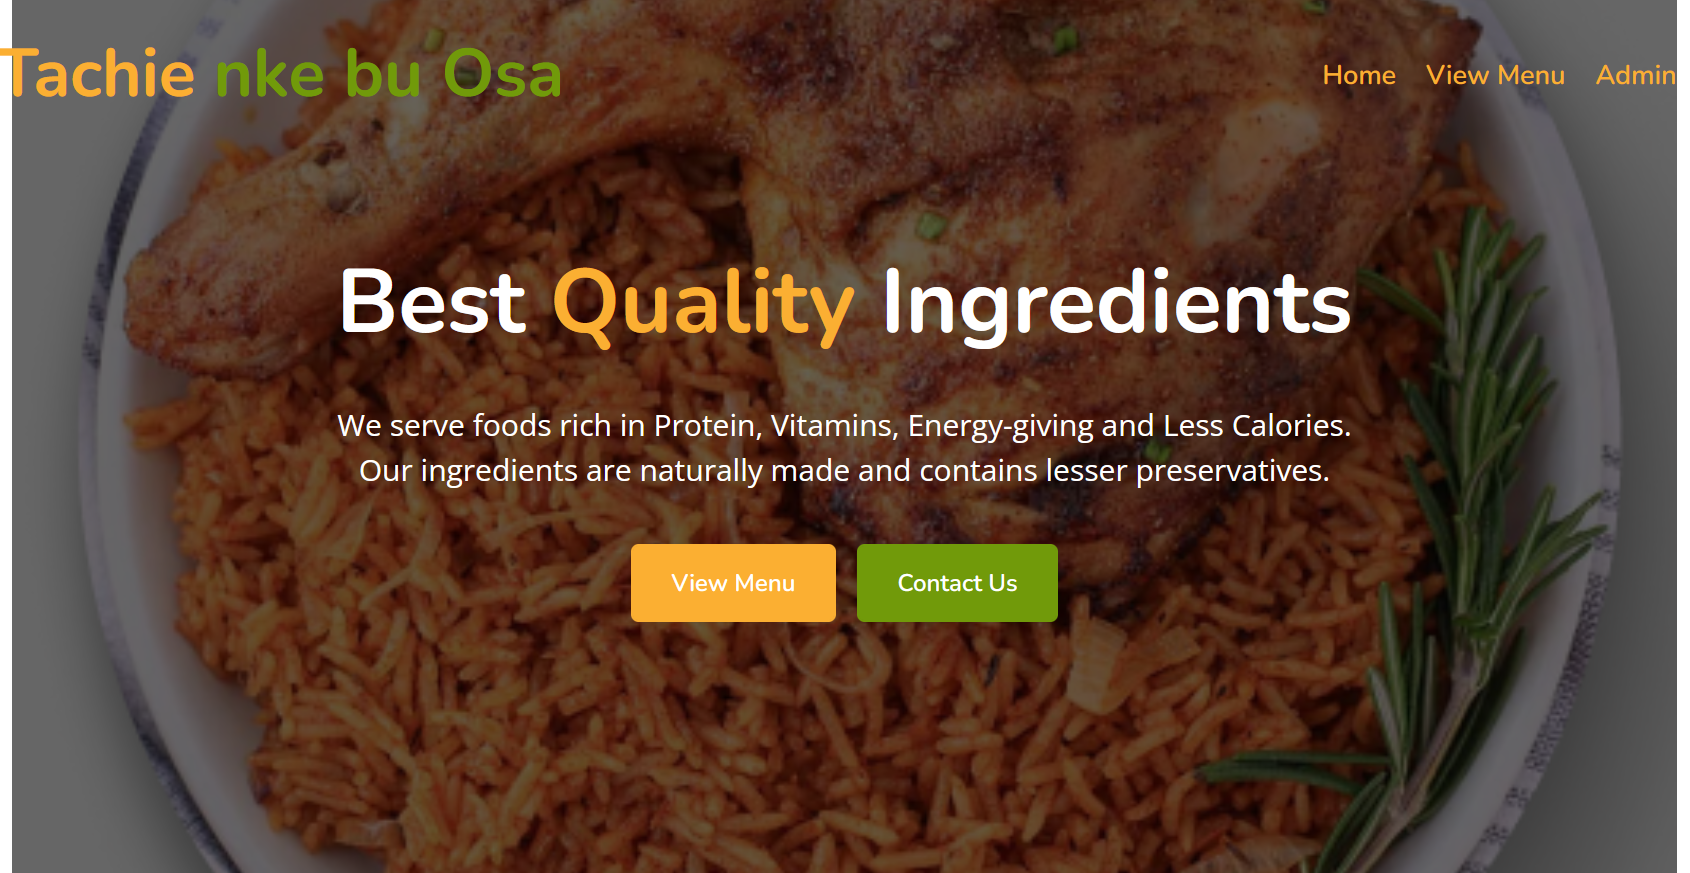 Tachie nke bu Osa
Home View Menu Admin
Best Quality Ingredients
We serve foods rich in Protein, Vitamins, Energy-giving and Less Calories.
Our ingredients are naturally made and contains lesser preservatives.
View Menu Contact Us